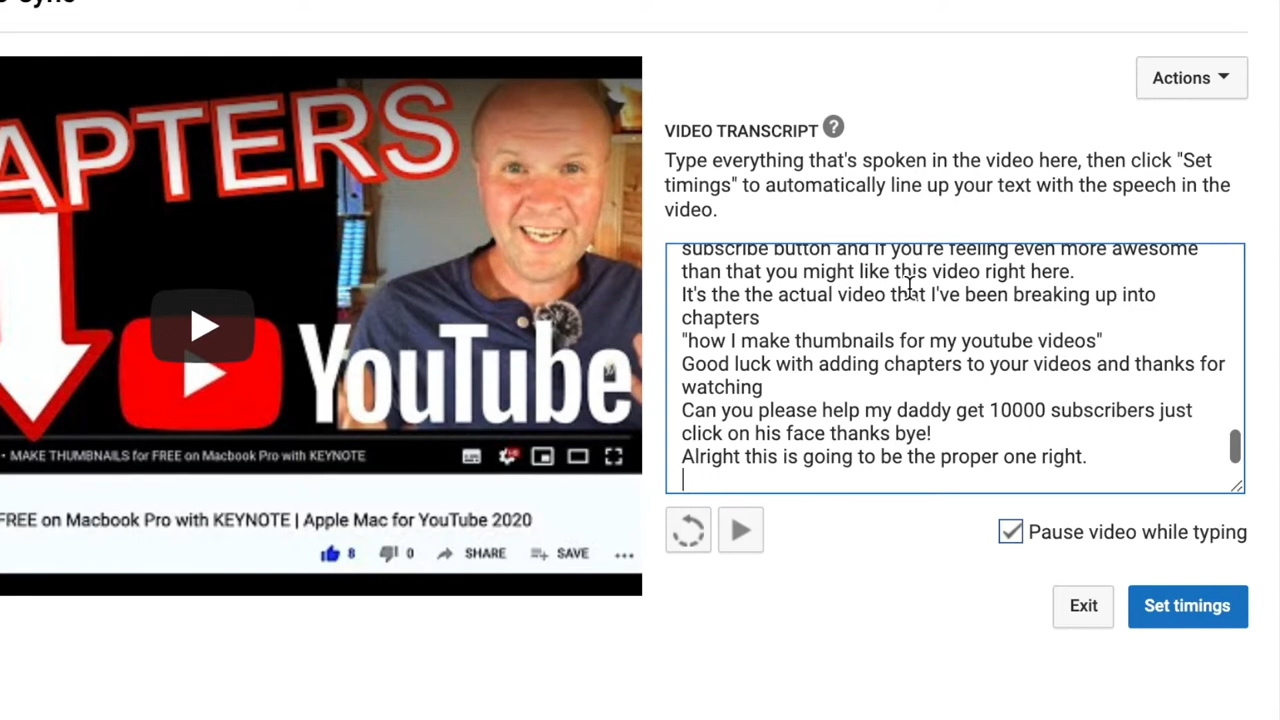 Actions
VIDEO TRANSCRIPT ?
Type everything that's spoken in the video here, then click "Set
timings" to automatically line up your text with the speech in the
video.
subscribe button and if you're feeling even more awesome
than that you might like this video right here.
It's the the actual video that I've been breaking up into
chapters
"how I make thumbnails for my youtube videos"
Good luck with adding chapters to your videos and thanks for
watching
Can you please help my daddy get 10000 subscribers just
click on his face thanks bye!
Alright this is going to be the proper one right.
Pause video while typing
Exit
Set timings
APTERS
YouTube
• MAKE THUMBNAILS for FREE on Macbook Pro with KEYNOTE
FREE on Macbook Pro with KEYNOTE | Apple Mac for YouTube 2020
8 0 SHARE SAVE